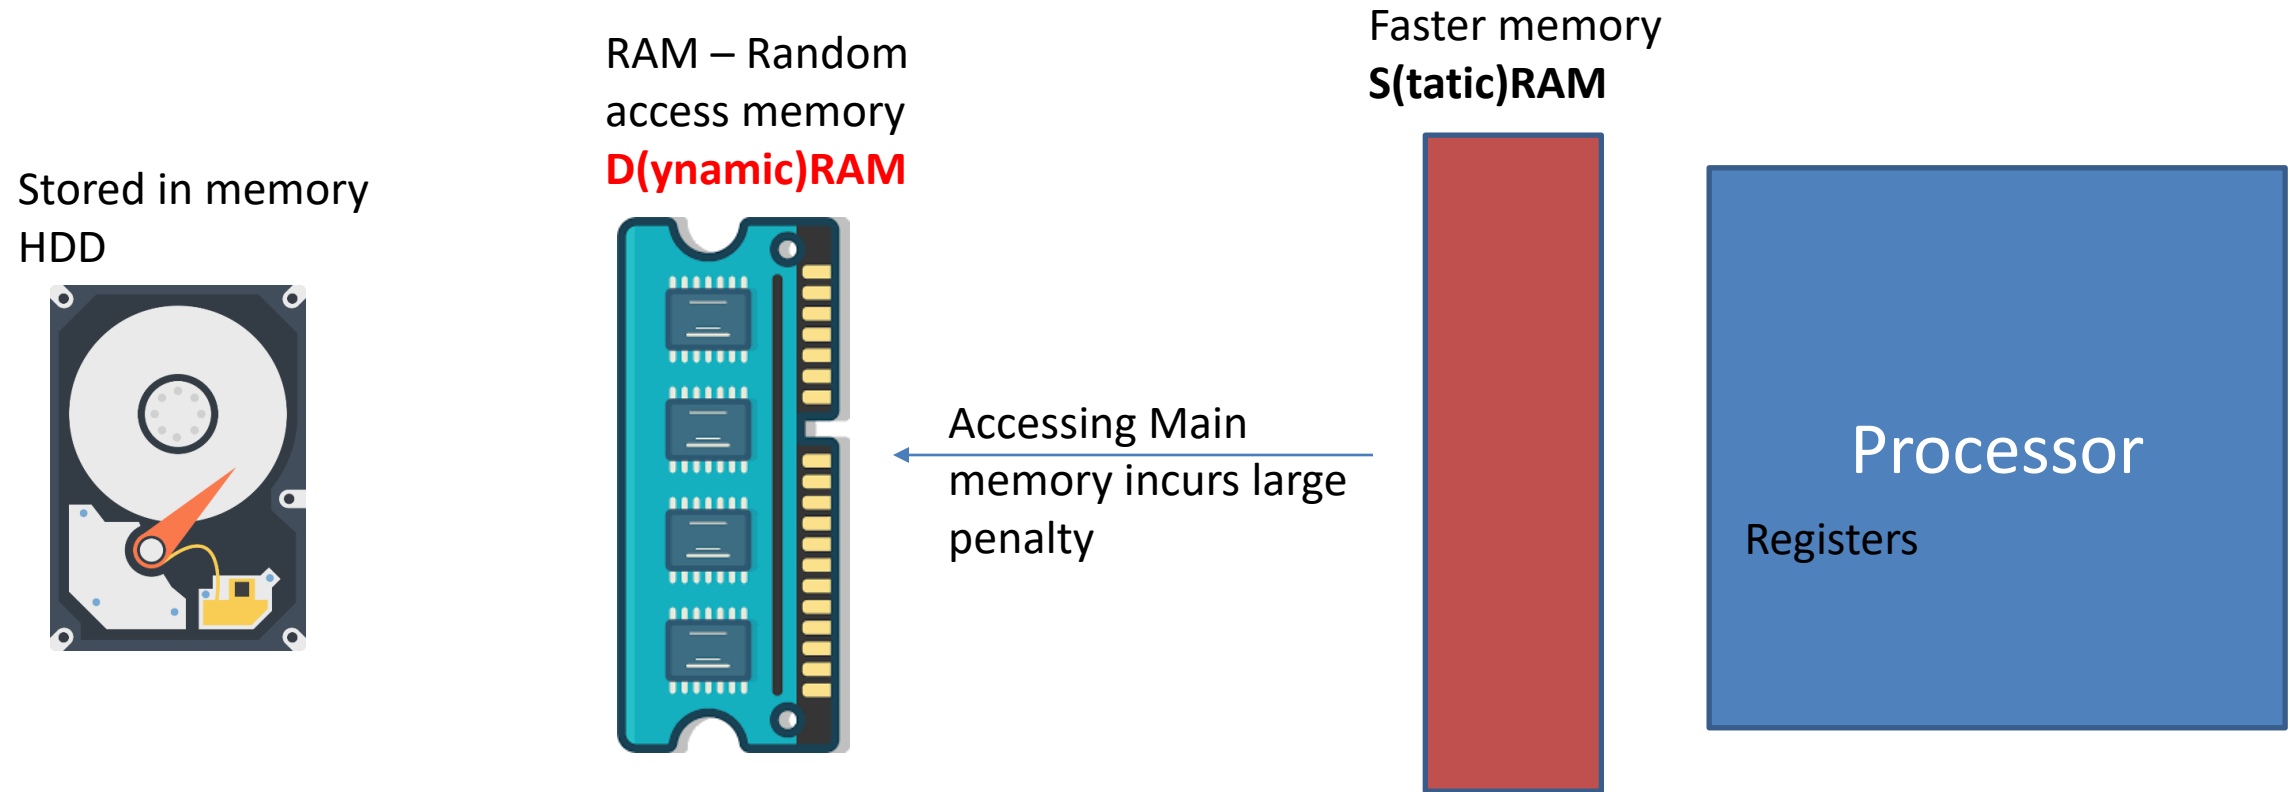 Stored in memory
HDD
RAM – Random
access memory
D(ynamic)RAM
Accessing Main
memory incurs large
penalty
Faster memory
S(tatic)RAM
Processor
Registers